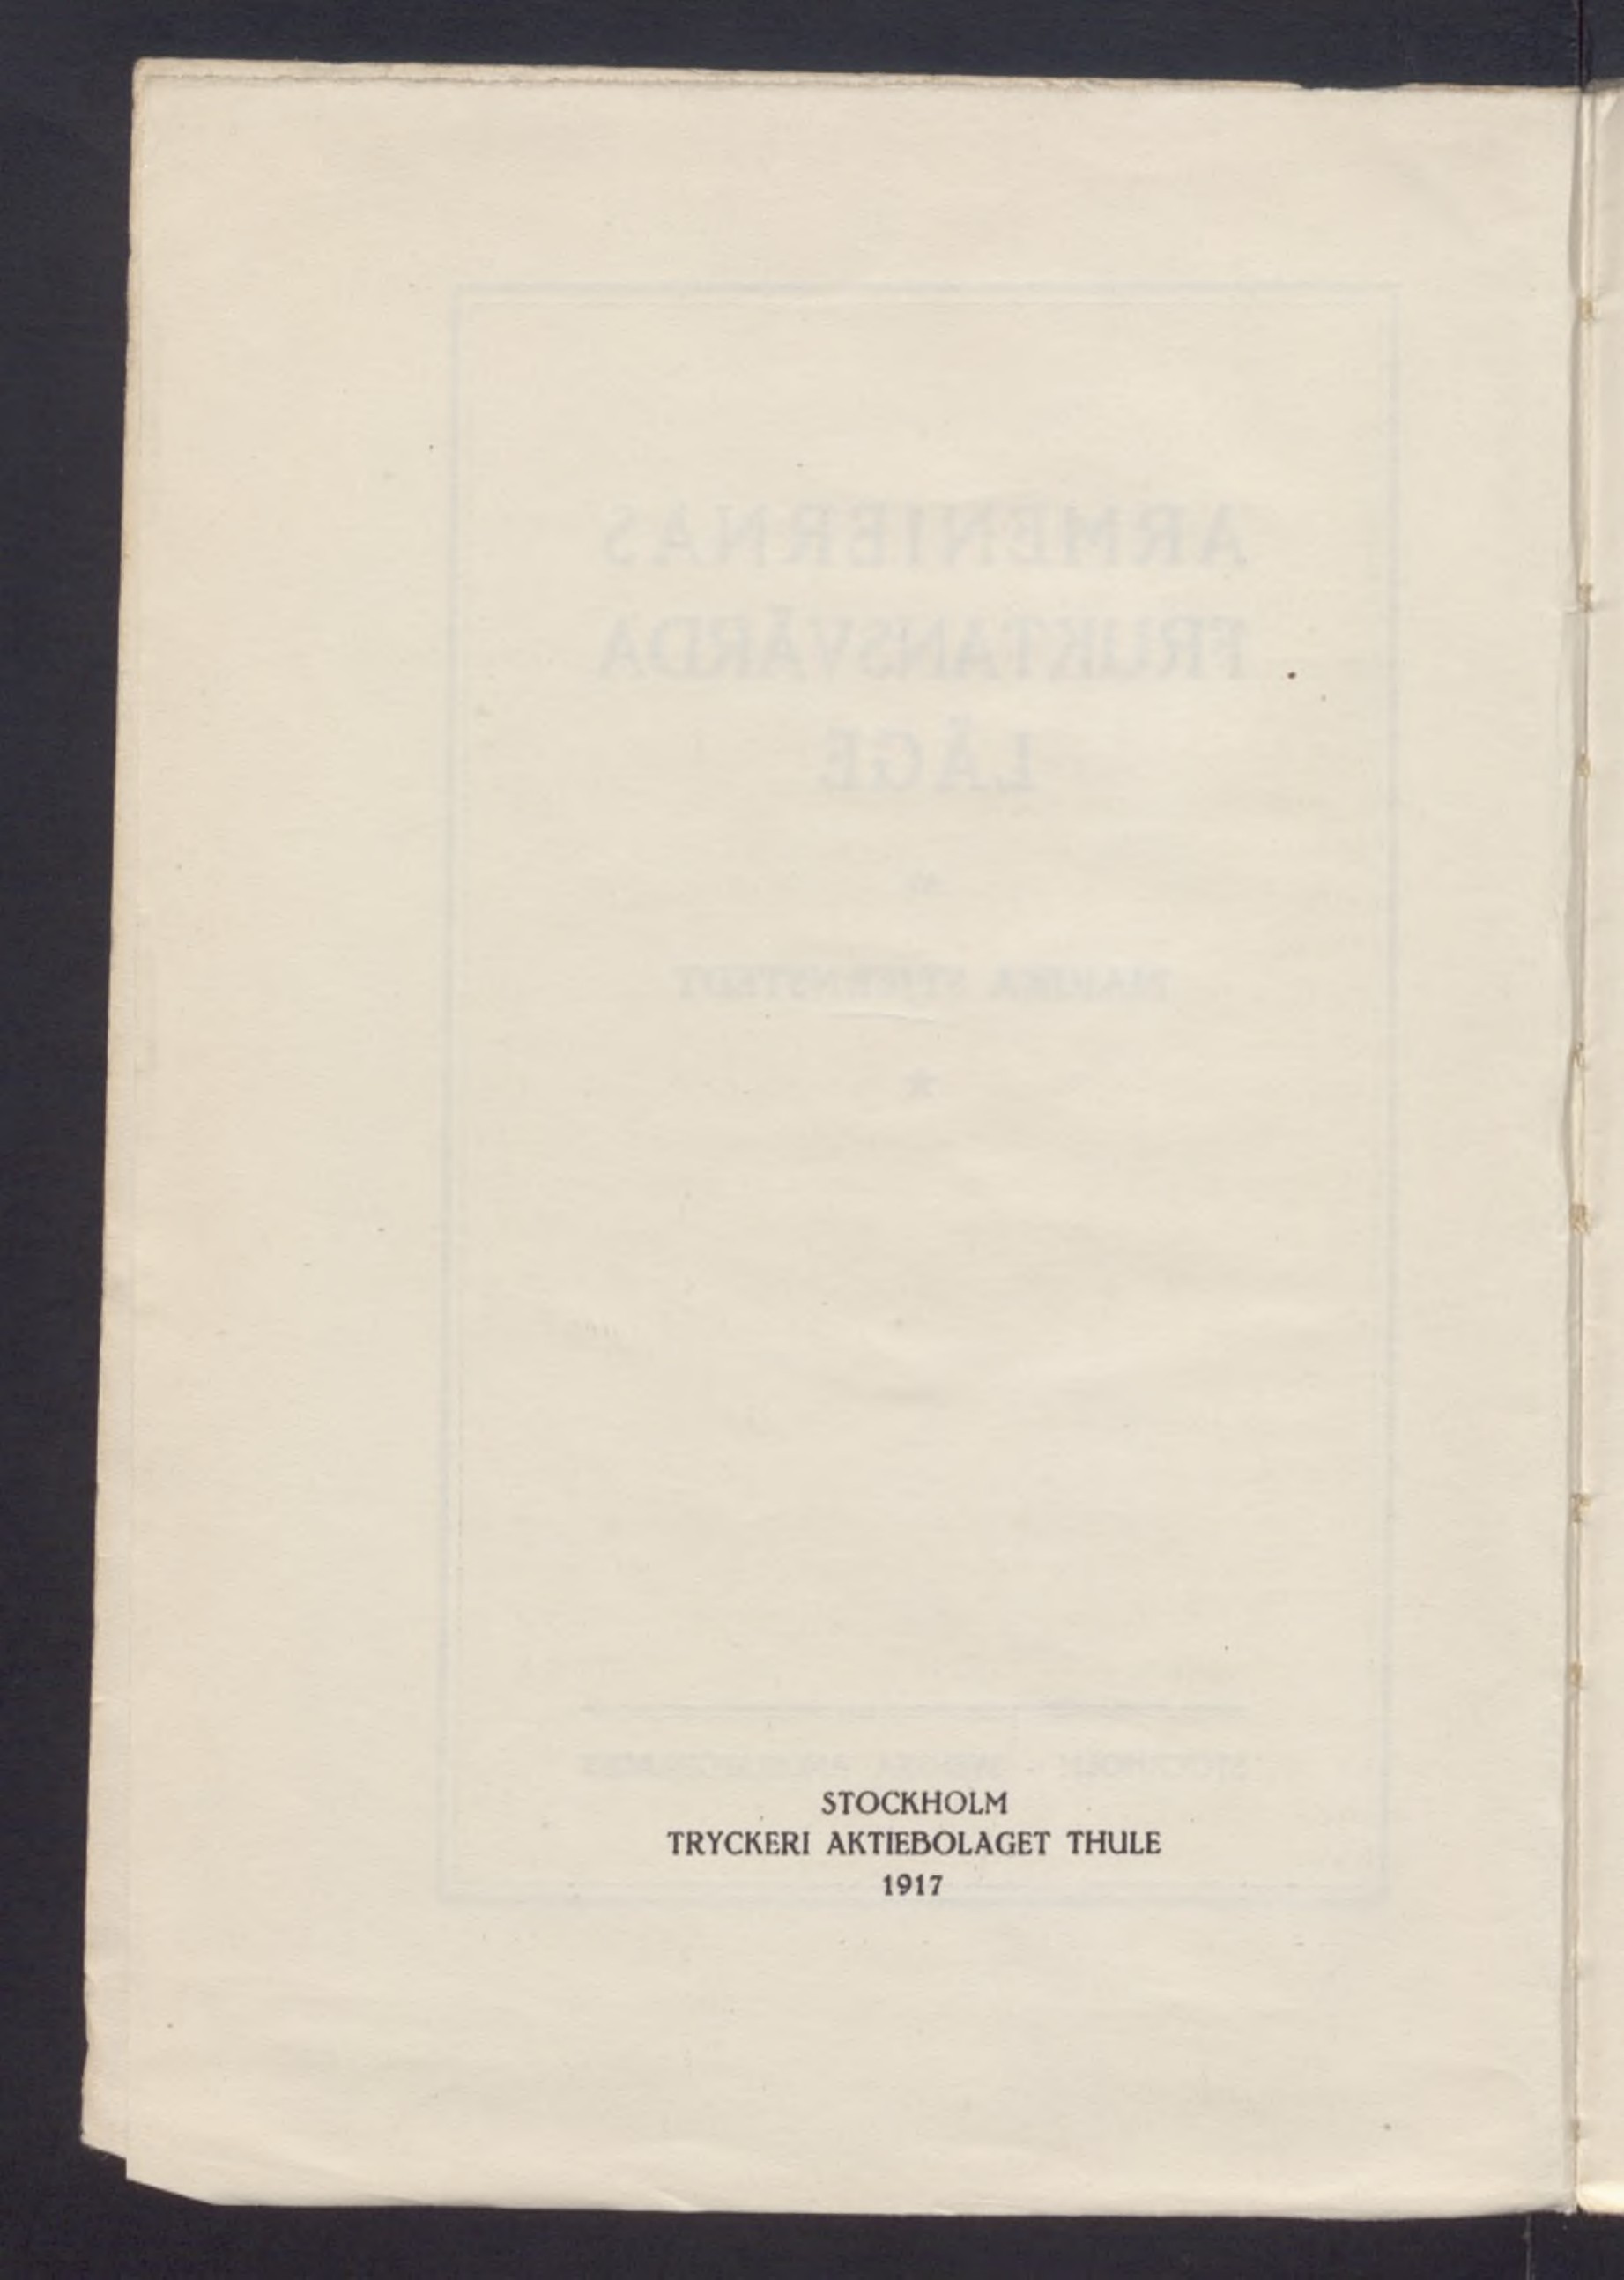 STOCKHOLM
TRYCKERI AKTIEBOLAGET THULE
1917